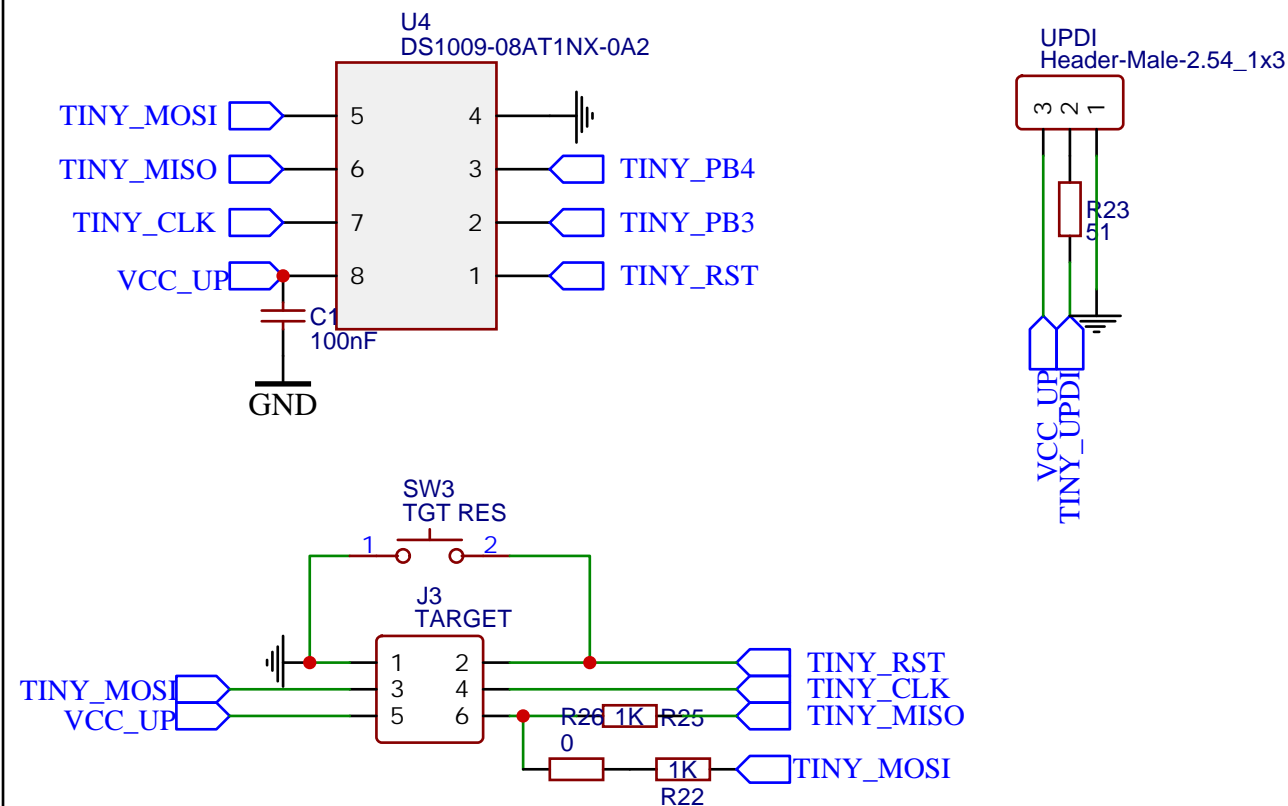 U4
DS1009-08AT1NX-0A2
TINY_MOSI
5
4
TINY_MISO
6
3
TINY_PB4
TINY_CLK
7
2
TINY_PB3
VCC_UP
8
1
TINY_RST
C1
100nF
GND
UPDI
Header-Male-2.54_1x3
3
2
1
R23
51
VCC_UP
TINY_UPDI
SW3
TGT RES
1
2
J3
TARGET
1
2
TINY_RST
TINY_MOSI
3
4
TINY_CLK
VCC_UP
5
6
R26
1K
R25
TINY_MISO
0
1K
TINY_MOSI
R22